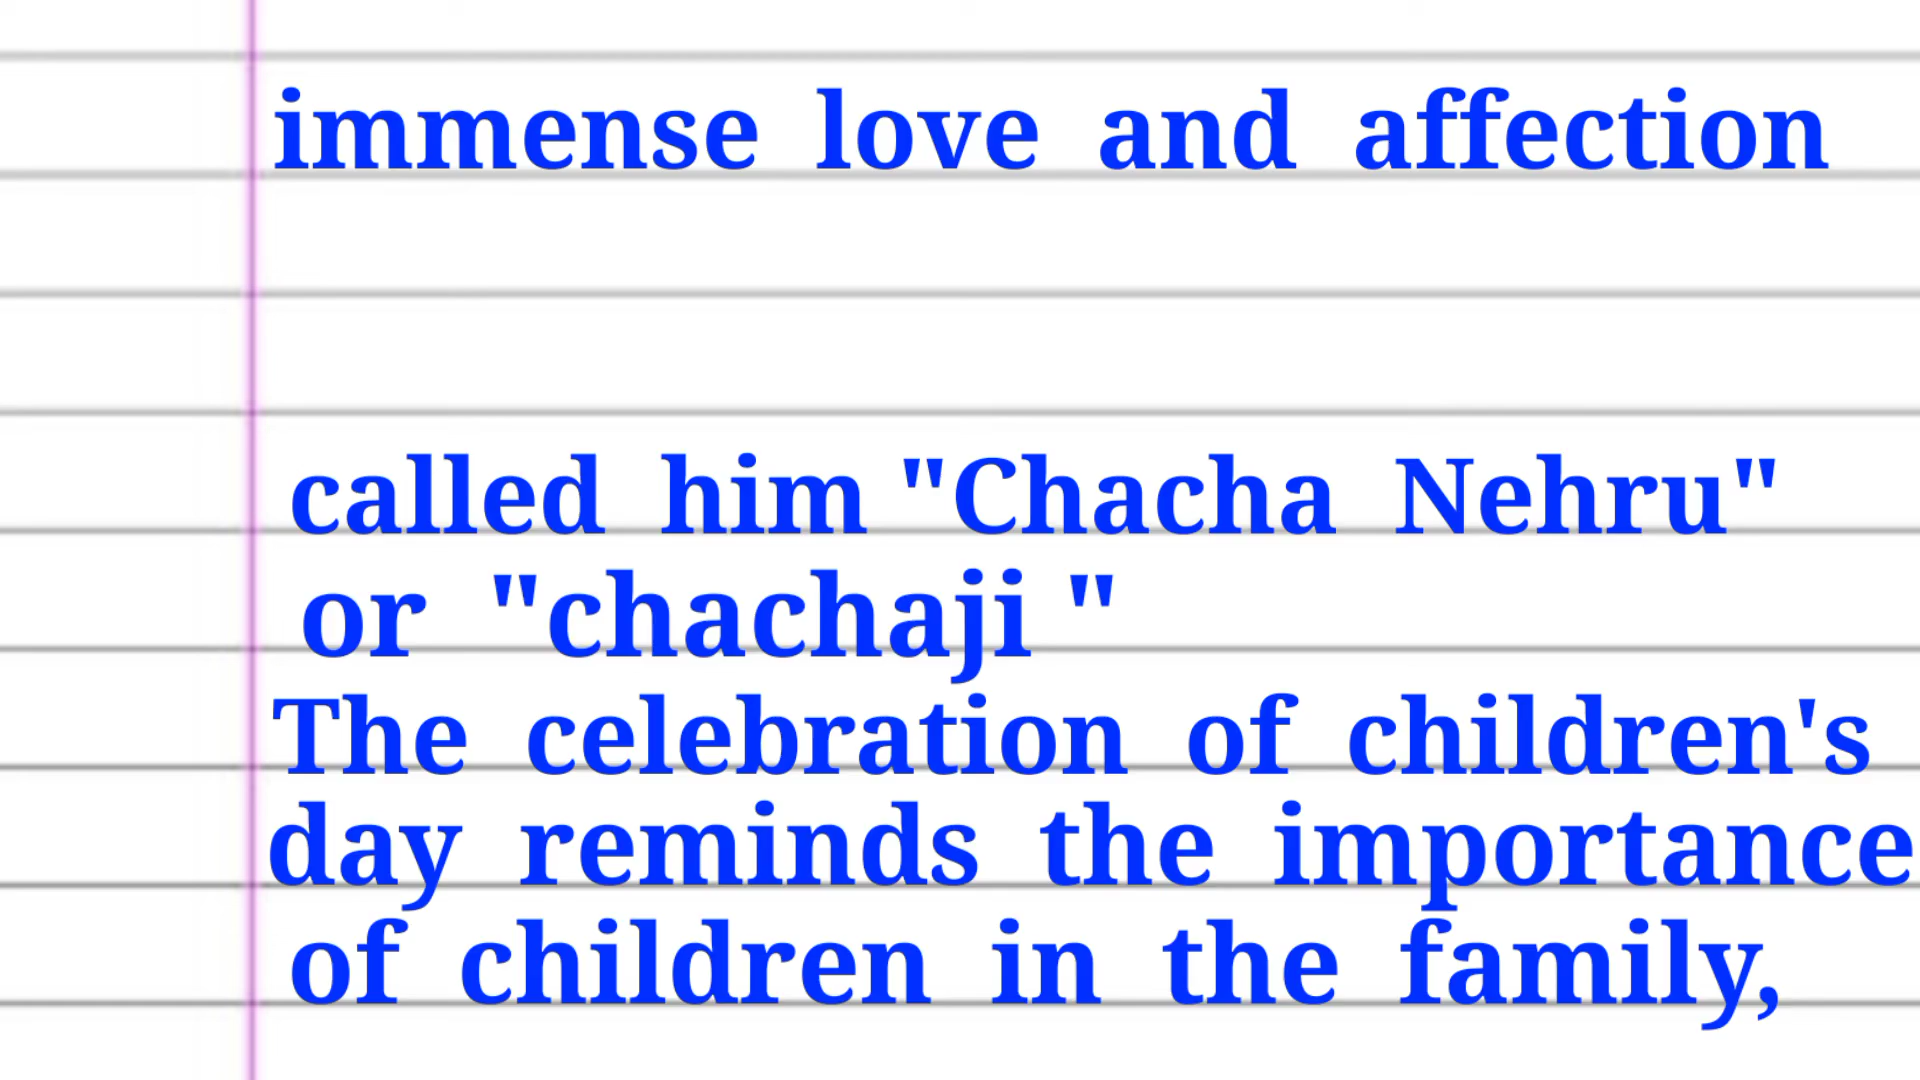 immense love and affection
called him "Chacha Nehru"
or "chachaji "
The celebration of children's
day reminds the importance
of children in the family,